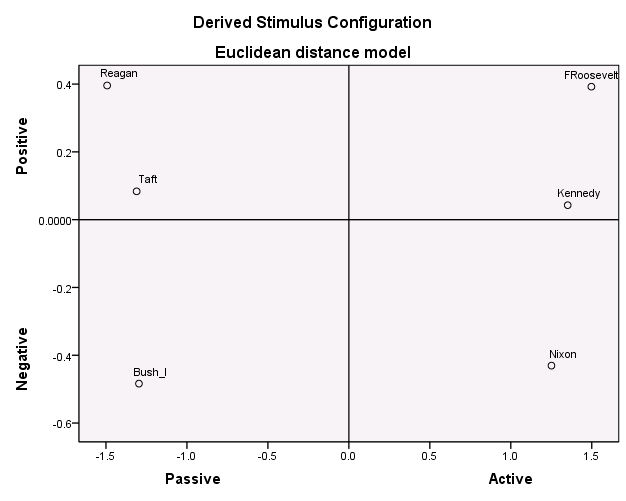 Derived Stimulus Configuration
Euclidean distance model
Reagan
FRoosevelt
0.4
Positive
0.2
Taft
Kennedy
0.0000
-0.2
Negative
-0.4
Nixon
Bush_I
-0.6
-1.5 -1.0 -0.5 0.0 0.5 1.0 1.5
Passive Active